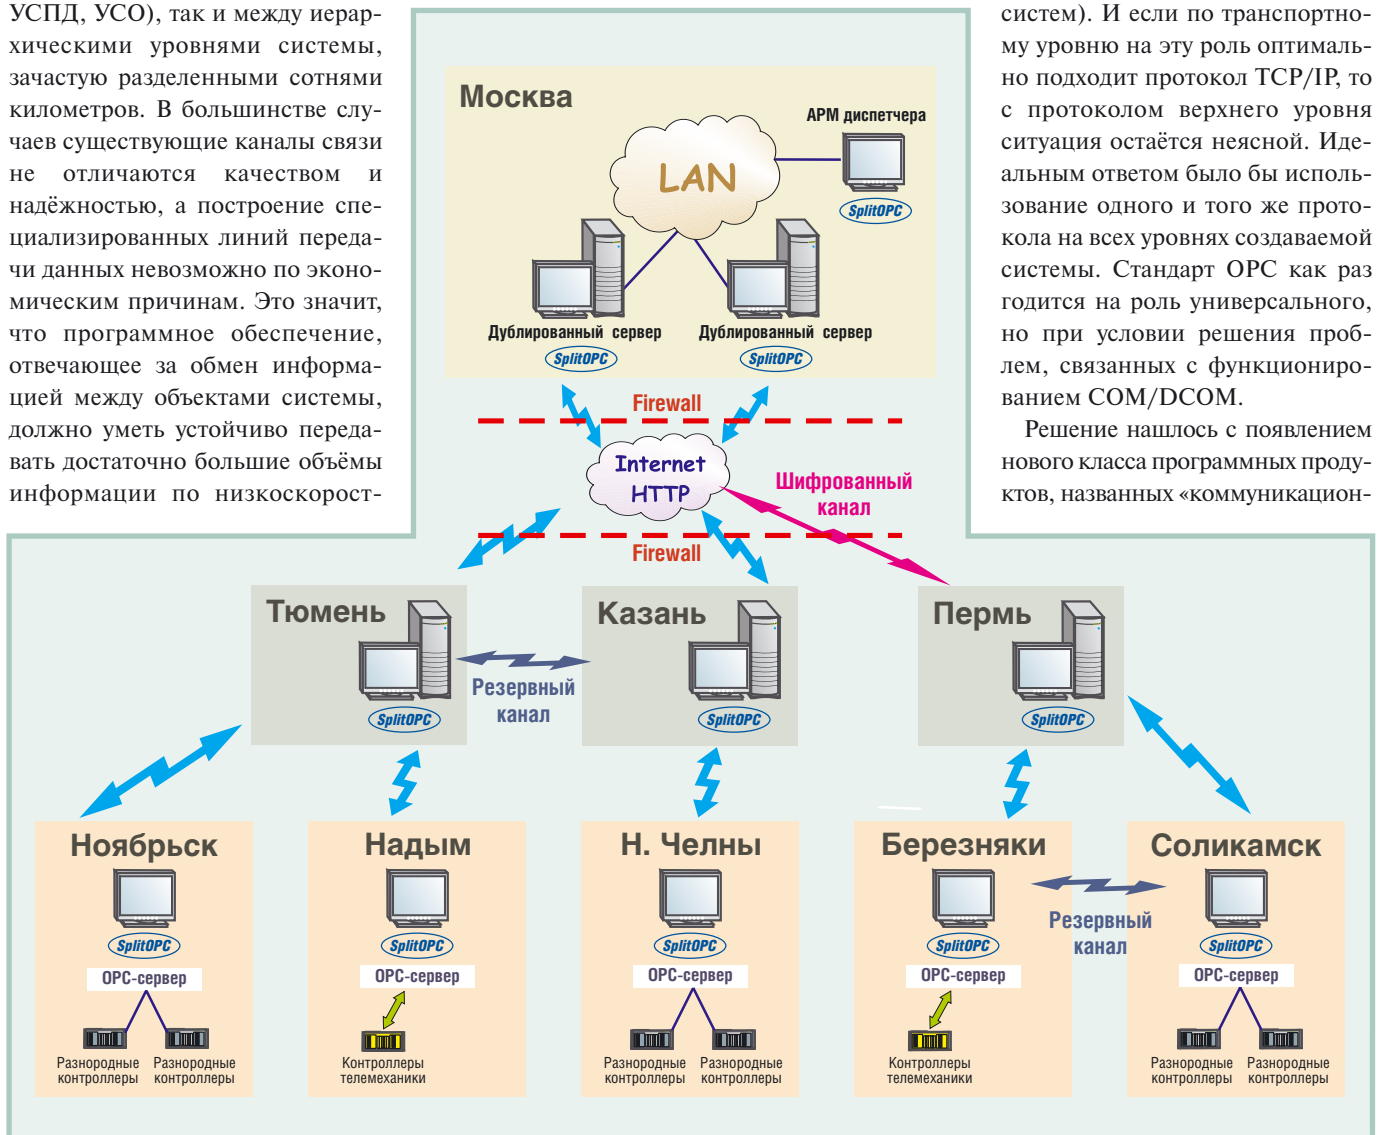 УСПД, УСО), так и между иерар-
хическими уровнями системы,
зачастую разделенными сотнями
километров. В большинстве слу-
чаев существующие каналы связи
не отличаются качеством и
надёжностью, а построение спе-
циализированных линий переда-
чи данных невозможно по эконо-
мическим причинам. Это значит,
что программное обеспечение,
отвечающее за обмен информа-
цией между объектами системы,
должно уметь устойчиво переда-
вать достаточно большие объёмы
информации по низкоскорост-
систем). И если по транспортно-
му уровню на эту роль оптималь-
но подходит протокол TCP/IP, то
с протоколом верхнего уровня
ситуация остаётся неясной. Иде-
альным ответом было бы исполь-
зование одного и того же прото-
кола на всех уровнях создаваемой
системы. Стандарт OPC как раз
годится на роль универсального,
но при условии решения проб-
лем, связанных с функциониро-
ванием COM/DCOM.
Решение нашлось с появлением
нового класса программных проду-
ктов, названных «коммуникацион-
Москва
АРМ диспетчера
LAN
SplitOPC
Дублированный сервер
Дублированный сервер
SplitOPC
SplitOPC
Firewall
Internet
HTTP
Шифрованный
канал
Firewall
Тюмень
Казань
Пермь
Резервный
канал
SplitOPC
SplitOPC
SplitOPC
Ноябрьск
Надым
Н. Челны
Березняки
Соликамск
Резервный
канал
SplitOPC
SplitOPC
SplitOPC
SplitOPC
SplitOPC
OPC-сервер
OPC-сервер
OPC-сервер
OPC-сервер
OPC-сервер
Разнородные
контроллеры
Разнородные
контроллеры
Контроллеры
телемеханики
Разнородные
контроллеры
Разнородные
контроллеры
Контроллеры
телемеханики
Разнородные
контроллеры
Разнородные
контроллеры